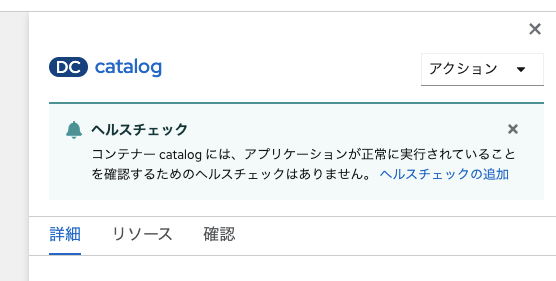 DC catalog
アクション
ヘルスチェック
コンテナー catalog には、アプリケーションが正常に実行されていること
を確認するためのヘルスチェックはありません。 ヘルスチェックの追加
詳細 リソース 確認